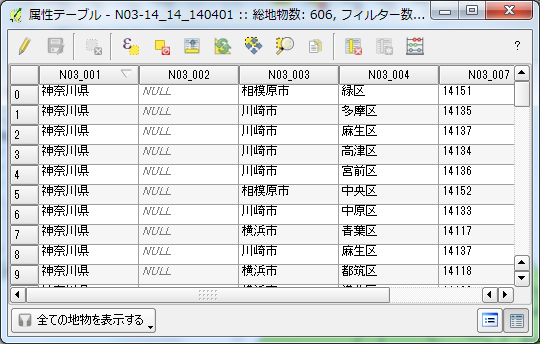 属性テーブル - N03-14_14_140401 :: 総地物数: 606, フィルター数...
?
N03_001 N03_002 N03_003 N03_004 N03_007
0 神奈川県 NULL 相模原市 緑区 14151
1 神奈川県 NULL 川崎市 多摩区 14135
2 神奈川県 NULL 川崎市 麻生区 14137
3 神奈川県 NULL 川崎市 高津区 14134
4 神奈川県 NULL 川崎市 宮前区 14136
5 神奈川県 NULL 相模原市 中央区 14152
6 神奈川県 NULL 川崎市 中原区 14133
7 神奈川県 NULL 横浜市 青葉区 14117
8 神奈川県 NULL 川崎市 麻生区 14137
9 神奈川県 NULL 横浜市 都筑区 14118
全ての地物を表示する